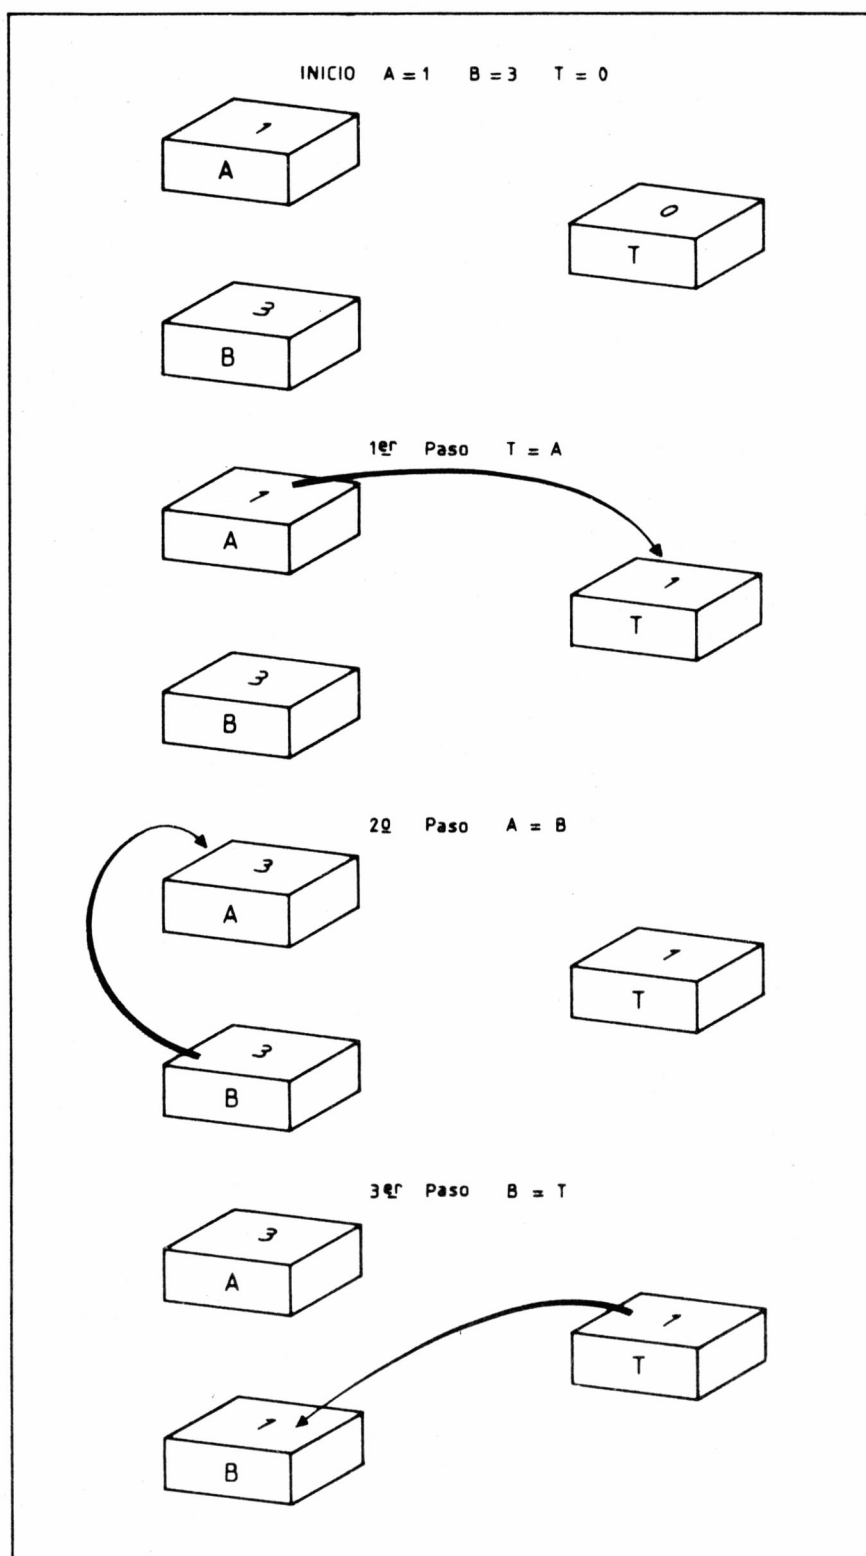 INICIO A = 1 B = 3 T = 0
1
A
0
T
3
B
1er Paso T = A
1
A
1
T
3
B
2º Paso A = B
3
A
1
T
3
B
3er Paso B = T
3
A
1
T
1
B